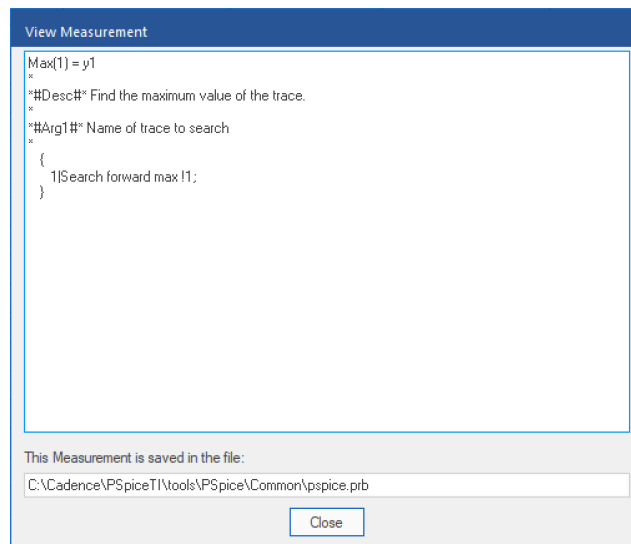 View Measurement
Max(1) = y1
*
*#Desc#* Find the maximum value of the trace.
*
*#Arg1#* Name of trace to search
*
{
1|Search forward max !1;
}
This Measurement is saved in the file:
C:\Cadence\PSpiceTI\tools\PSpice\Common\pspice.prb
Close